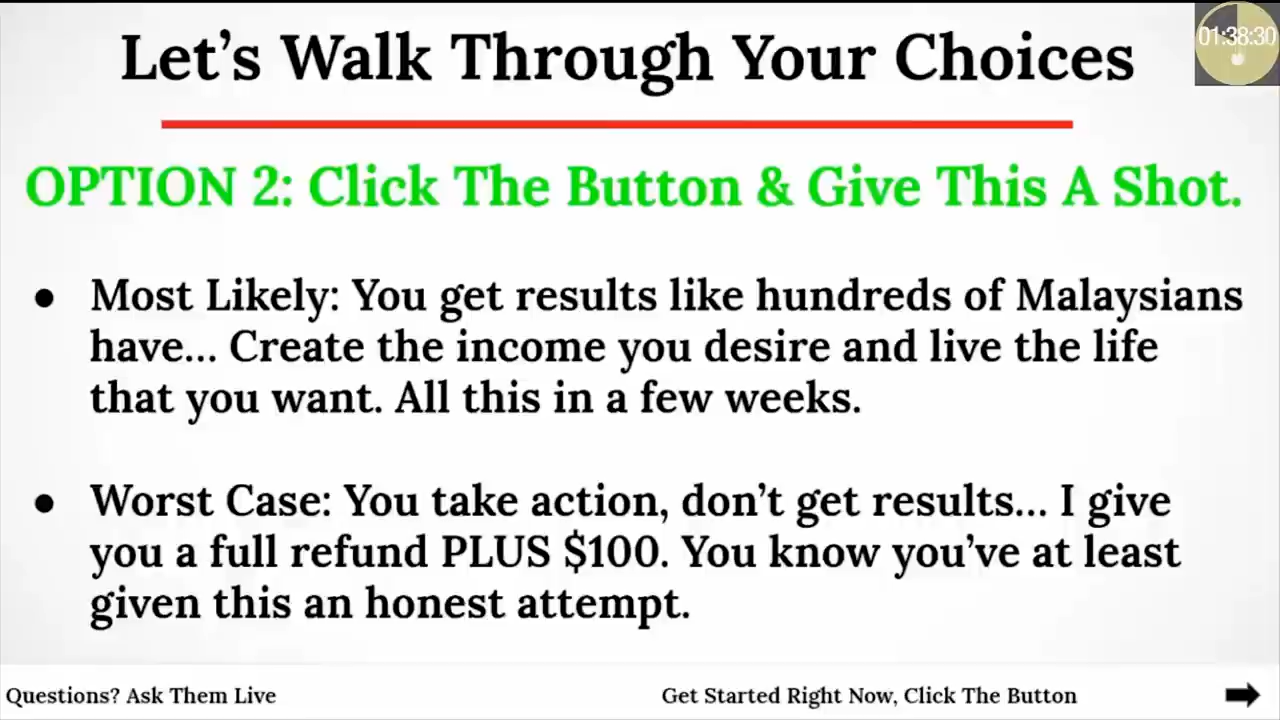 Let's Walk Through Your Choices
01:38:30
OPTION 2: Click The Button & Give This A Shot.
● Most Likely: You get results like hundreds of Malaysians
have... Create the income you desire and live the life
that you want. All this in a few weeks.
● Worst Case: You take action, don't get results... I give
you a full refund PLUS $100. You know you've at least
given this an honest attempt.
Questions? Ask Them Live
Get Started Right Now, Click The Button